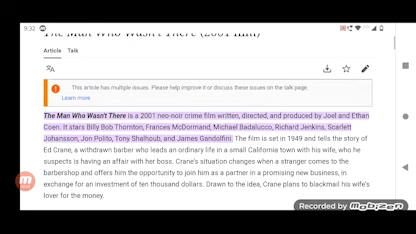 9:32
The Man Who Wasn't There (2001 film)
Article Talk
This article has multiple issues. Please help improve it or discuss these issues on the talk page.
Learn more
The Man Who Wasn't There is a 2001 neo-noir crime film written, directed, and produced by Joel and Ethan
Coen. It stars Billy Bob Thornton, Frances McDormand, Michael Badalucco, Richard Jenkins, Scarlett
Johansson, Jon Polito, Tony Shalhoub, and James Gandolfini. The film is set in 1949 and tells the story of
Ed Crane, a withdrawn barber who leads an ordinary life in a small California town with his wife, who he
suspects is having an affair with her boss. Crane's situation changes when a stranger comes to the
barbershop and offers him the opportunity to join him as a partner in a promising new business, in
exchange for an investment of ten thousand dollars. Drawn to the idea, Crane plans to blackmail his wife's
lover for the money.
Recorded by Mobizen